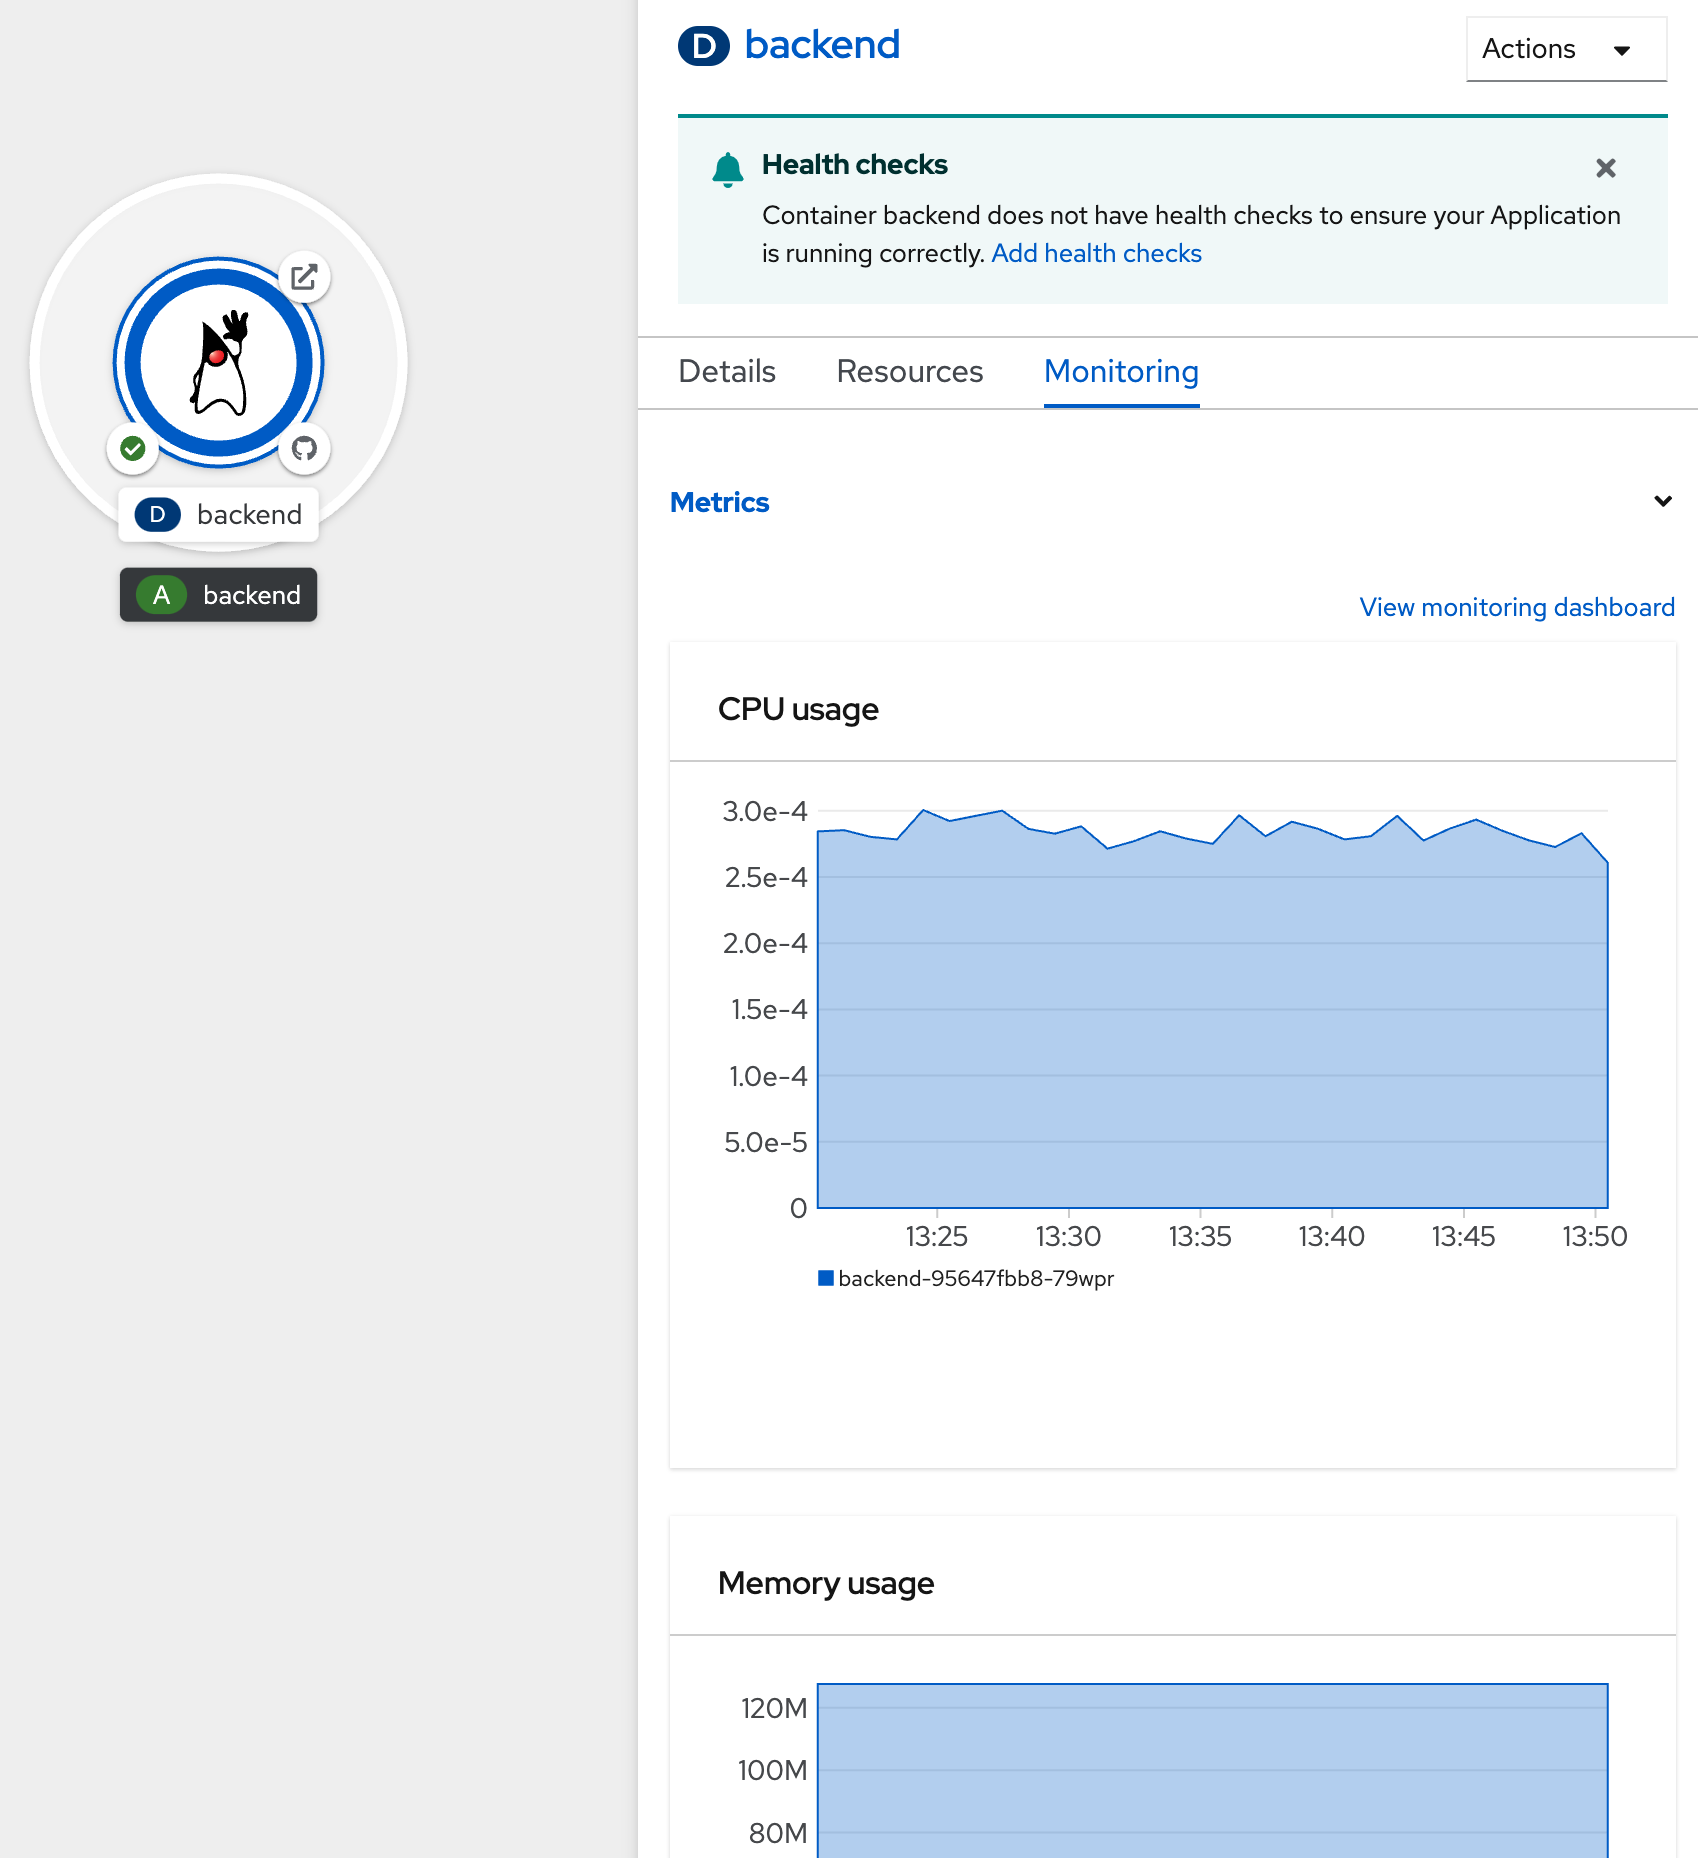 D backend
A backend
D backend
Actions
Health checks
Container backend does not have health checks to ensure your Application
is running correctly. Add health checks
Details Resources Monitoring
Metrics
View monitoring dashboard
CPU usage
3.0e-4
2.5e-4
2.0e-4
1.5e-4
1.0e-4
5.0e-5
0
13:25 13:30 13:35 13:40 13:45 13:50
backend-95647fbb8-79wpr
Memory usage
120M
100M
80M